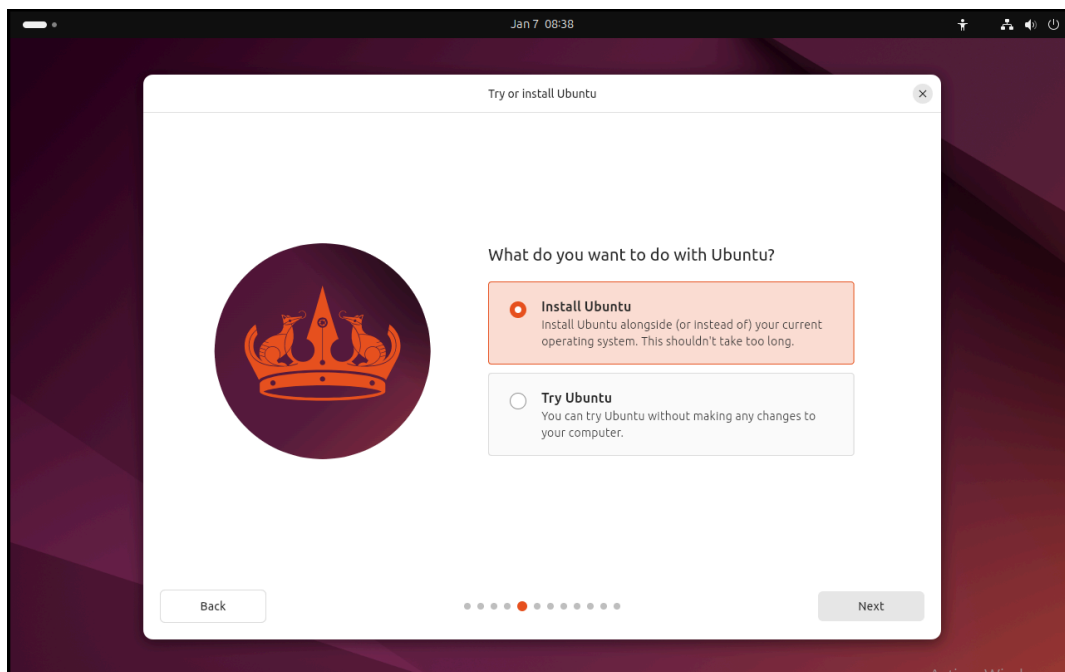 Jan 7 08:38
Try or install Ubuntu
What do you want to do with Ubuntu?
Install Ubuntu
Install Ubuntu alongside (or instead of) your current
operating system. This shouldn't take too long.
Try Ubuntu
You can try Ubuntu without making any changes to
your computer.
Back
Next